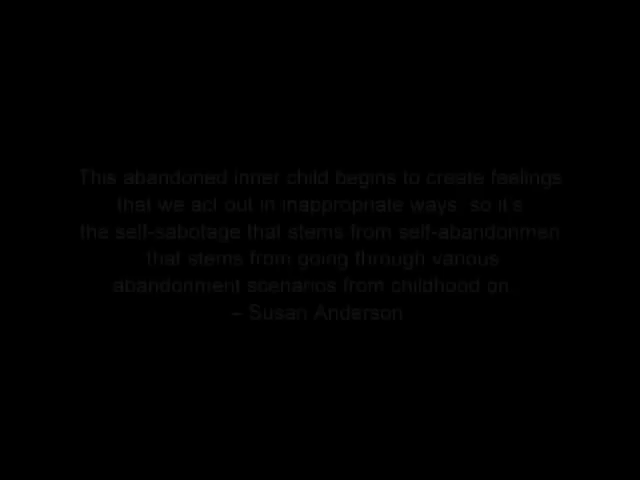 This abandoned inner child begins to create feelings
that we act out in inappropriate ways, so it's
the self-sabotage that stems from self-abandonmen
that stems from going through various
abandonment scenarios from childhood on.
– Susan Anderson